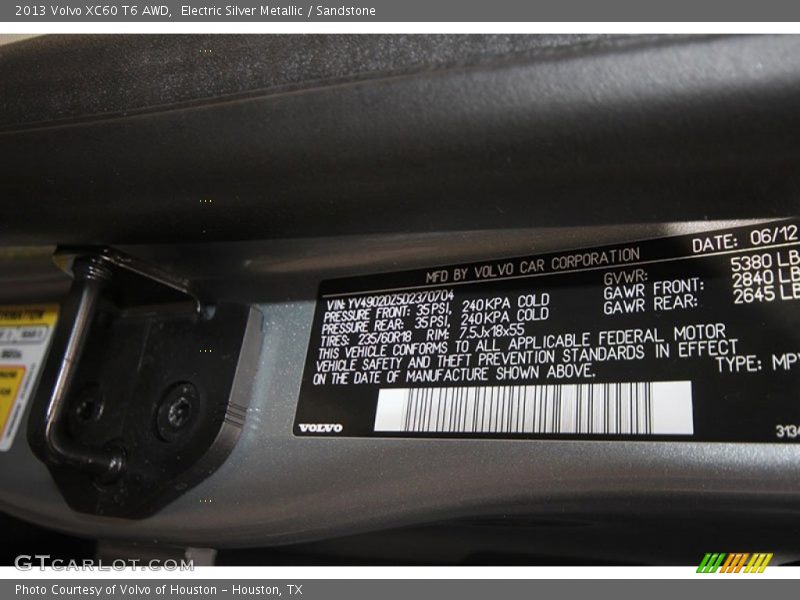 2013 Volvo XC60 T6 AWD, Electric Silver Metallic / Sandstone
MFD BY VOLVO CAR CORPORATION DATE: 06/12
VIN: YV4902DZ5D2370704 GVWR: 5380 LB
PRESSURE FRONT: 35 PSI, 240 KPA COLD GAWR FRONT: 2840 LB
PRESSURE REAR: 35 PSI, 240 KPA COLD GAWR REAR: 2645 LB
TIRES: 235/60R18 RIM: 7.5Jx18x55
THIS VEHICLE CONFORMS TO ALL APPLICABLE FEDERAL MOTOR
VEHICLE SAFETY AND THEFT PREVENTION STANDARDS IN EFFECT
ON THE DATE OF MANUFACTURE SHOWN ABOVE. TYPE: MPV
VOLVO 3134
GTCARLOT.COM
Photo Courtesy of Volvo of Houston - Houston, TX